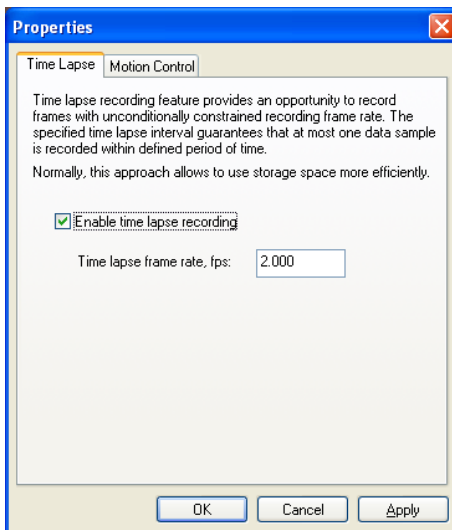 Properties
Time Lapse Motion Control
Time lapse recording feature provides an opportunity to record
frames with unconditionally constrained recording frame rate. The
specified time lapse interval guarantees that at most one data sample
is recorded within defined period of time.
Normally, this approach allows to use storage space more efficiently.
Enable time lapse recording
Time lapse frame rate, fps: 2.000
OK Cancel Apply